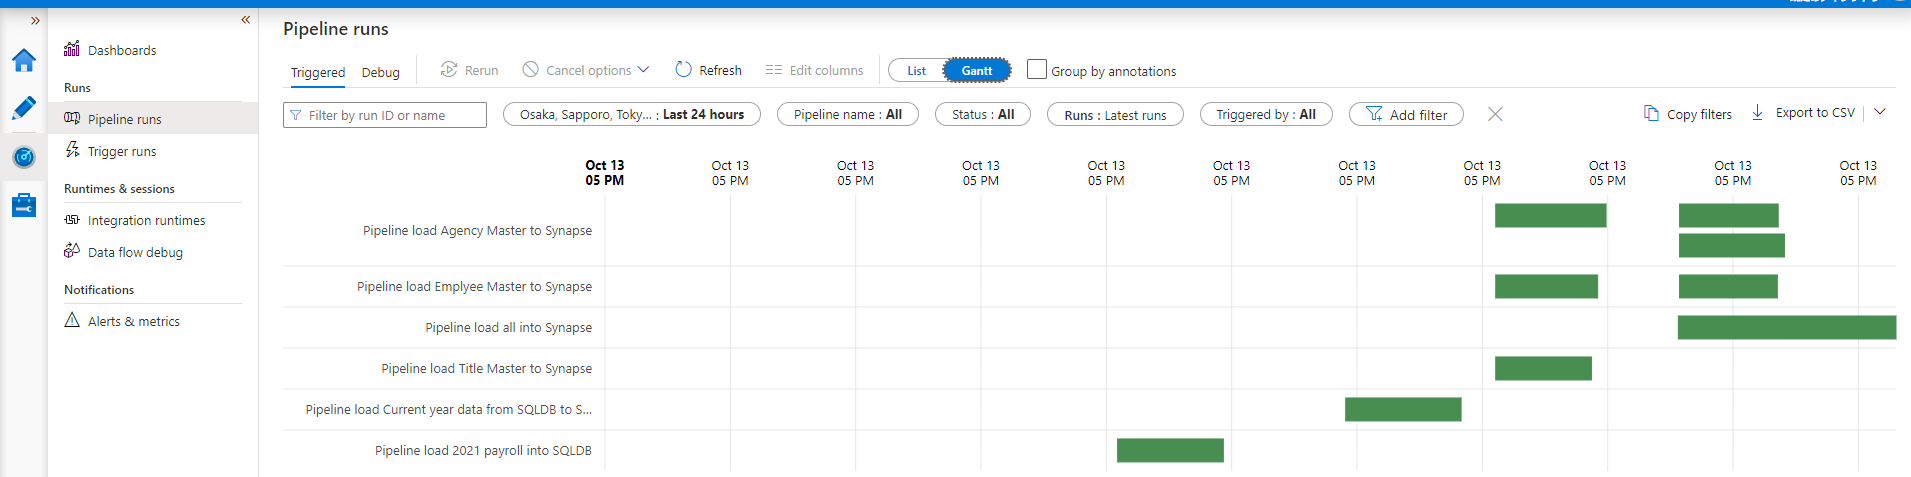 Pipeline runs
Dashboards
Runs
Pipeline runs
Trigger runs
Runtimes & sessions
Integration runtimes
Data flow debug
Notifications
Alerts & metrics
Triggered Debug Rerun Cancel options Refresh Edit columns List Gantt Group by annotations
Filter by run ID or name Osaka, Sapporo, Toky... : Last 24 hours Pipeline name : All Status : All Runs : Latest runs Triggered by : All Add filter Copy filters Export to CSV
Oct 13 Oct 13 Oct 13 Oct 13 Oct 13 Oct 13 Oct 13 Oct 13 Oct 13 Oct 13 Oct 13
05 PM 05 PM 05 PM 05 PM 05 PM 05 PM 05 PM 05 PM 05 PM 05 PM 05 PM
Pipeline load Agency Master to Synapse
Pipeline load Emplyee Master to Synapse
Pipeline load all into Synapse
Pipeline load Title Master to Synapse
Pipeline load Current year data from SQLDB to S...
Pipeline load 2021 payroll into SQLDB